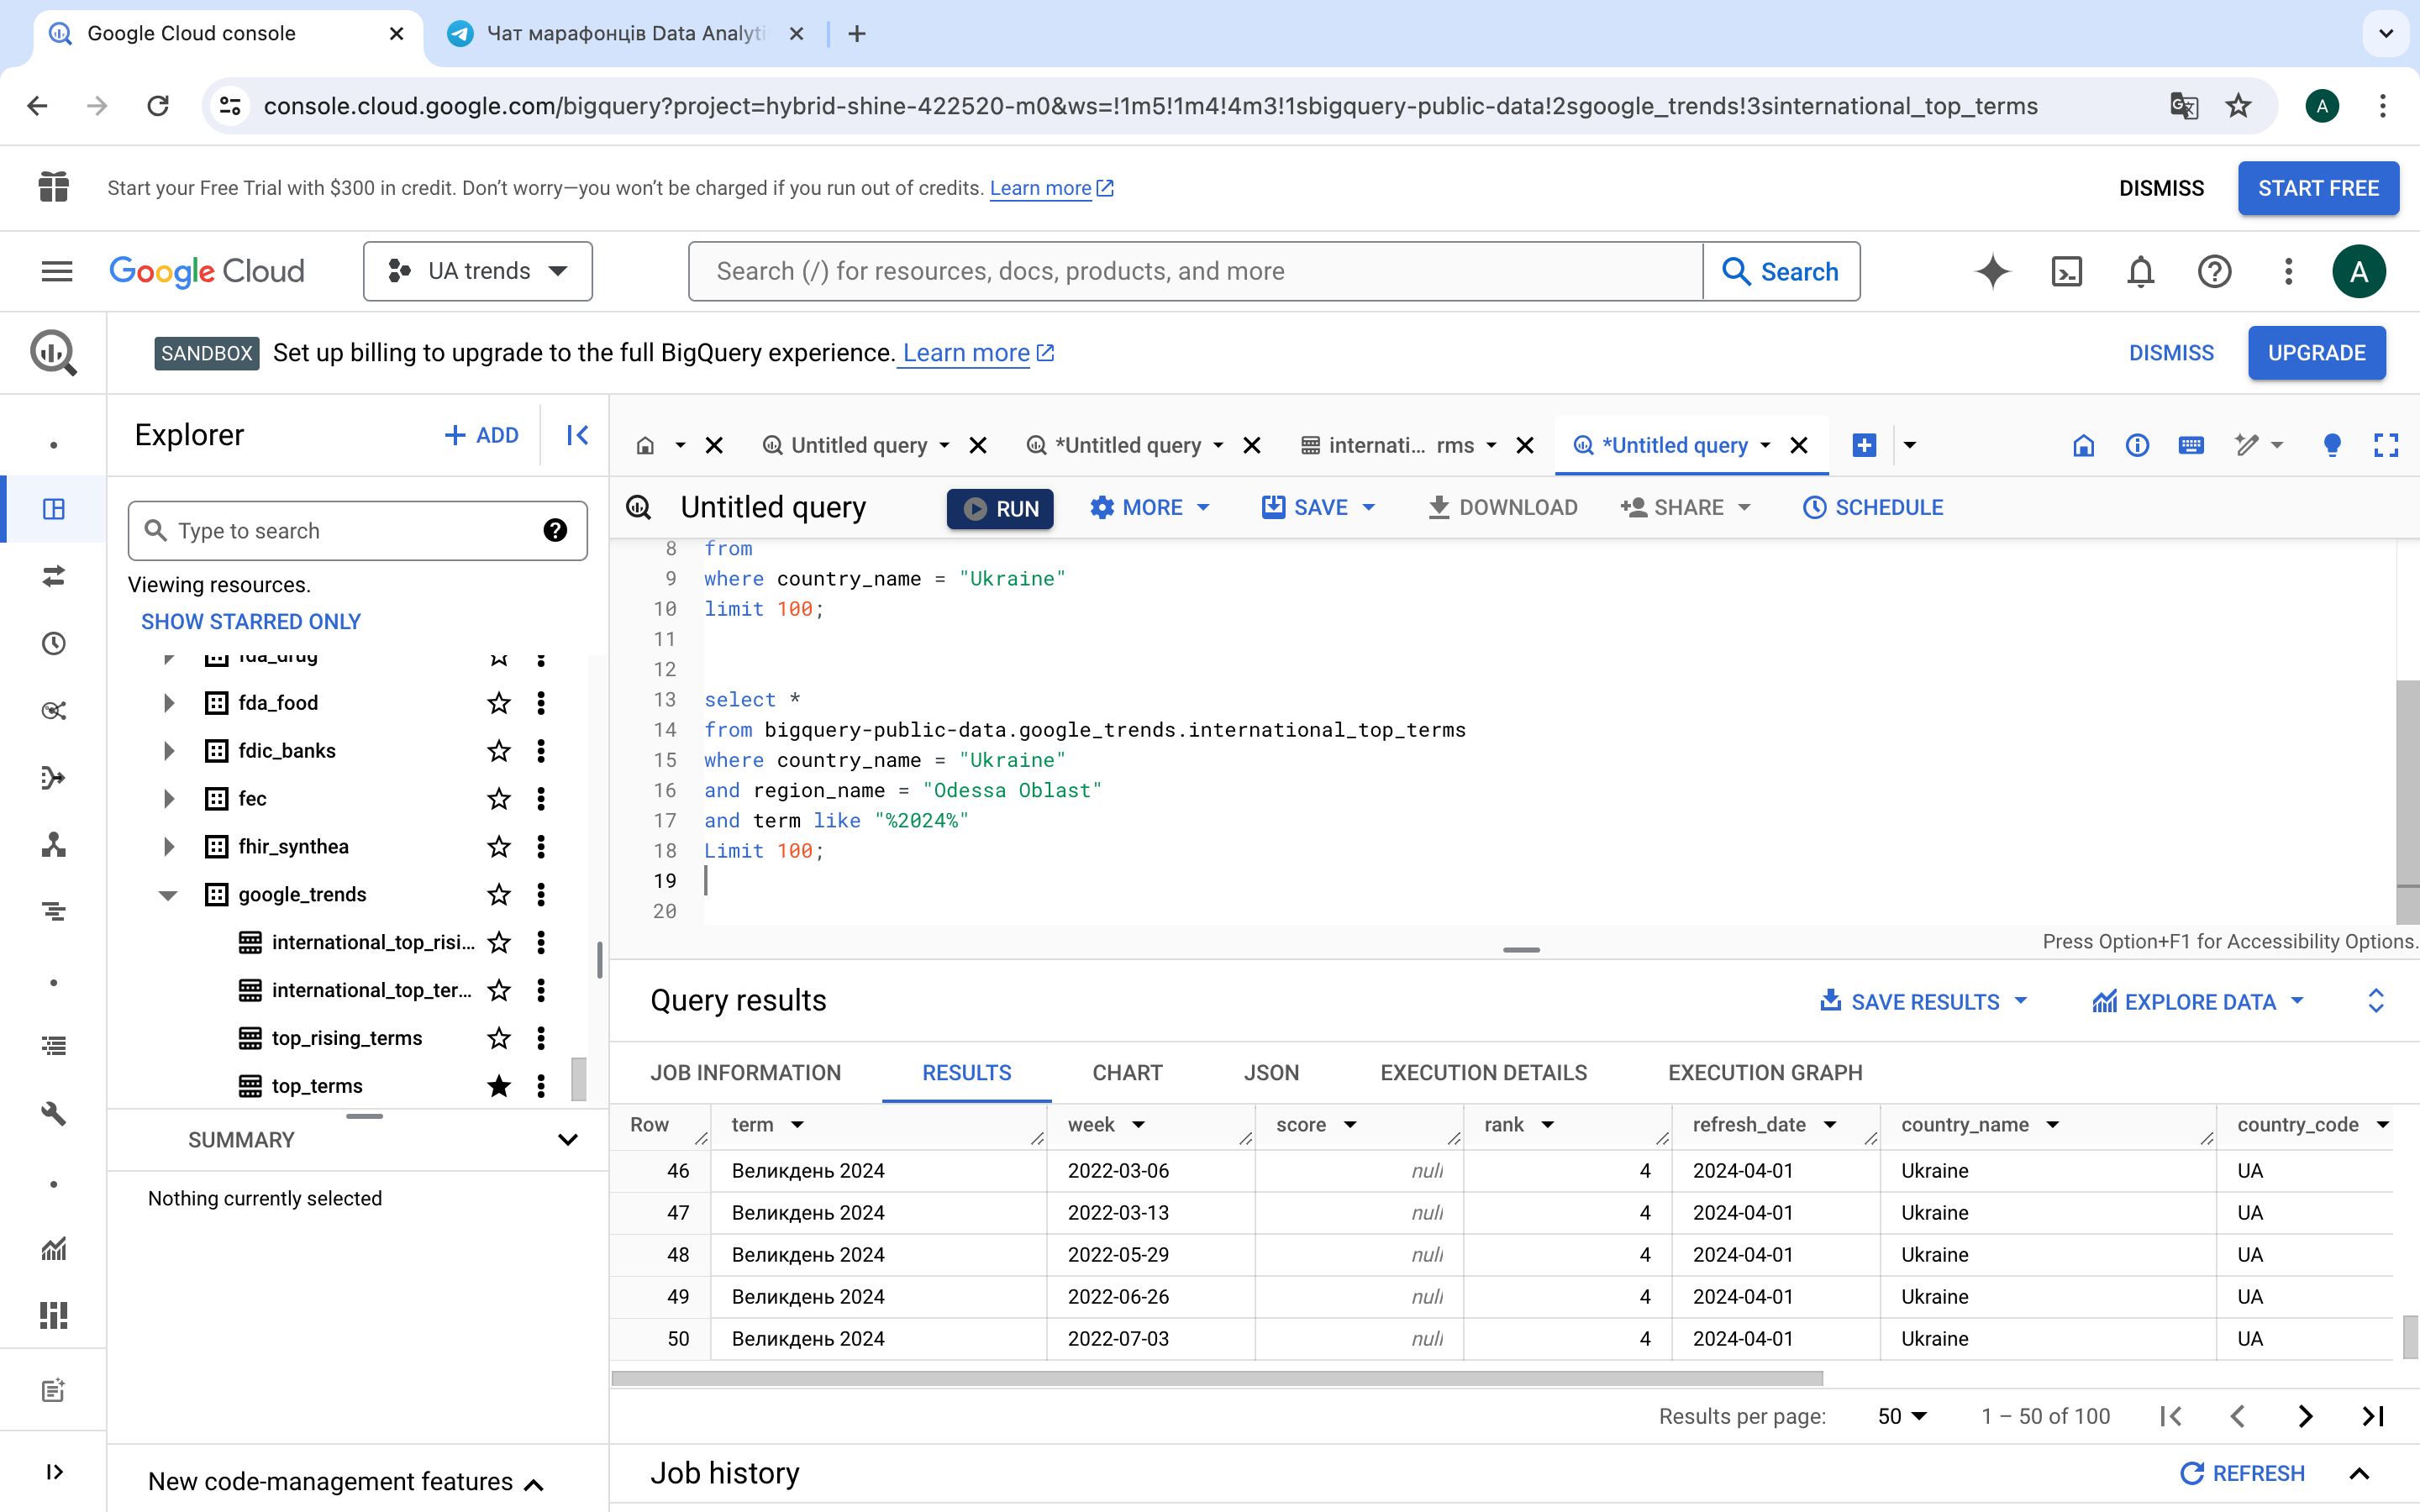 Google Cloud console
Чат марафонців Data Analyti
console.cloud.google.com/bigquery?project=hybrid-shine-422520-m0&ws=!1m5!1m4!4m3!1sbigquery-public-data!2sgoogle_trends!3sinternational_top_terms
A
Start your Free Trial with $300 in credit. Don't worry—you won't be charged if you run out of credits. Learn more
DISMISS
START FREE
Google Cloud
UA trends
Search (/) for resources, docs, products, and more
Search
A
SANDBOX
Set up billing to upgrade to the full BigQuery experience. Learn more
DISMISS
UPGRADE
Explorer
+ ADD
Untitled query
*Untitled query
internati... rms
*Untitled query
Type to search
Viewing resources.
SHOW STARRED ONLY
fda_drug
fda_food
fdic_banks
fec
fhir_synthea
google_trends
international_top_risi...
international_top_ter...
top_rising_terms
top_terms
SUMMARY
Nothing currently selected
New code-management features
Untitled query
RUN
MORE
SAVE
DOWNLOAD
SHARE
SCHEDULE
8 from
9 where country_name = "Ukraine"
10 limit 100;
11
12
13 select *
14 from bigquery-public-data.google_trends.international_top_terms
15 where country_name = "Ukraine"
16 and region_name = "Odessa Oblast"
17 and term like "%2024%"
18 Limit 100;
19
20
Press Option+F1 for Accessibility Options.
Query results
SAVE RESULTS
EXPLORE DATA
JOB INFORMATION RESULTS CHART JSON EXECUTION DETAILS EXECUTION GRAPH
Row term week score rank refresh_date country_name country_code
46 Великдень 2024 2022-03-06 null 4 2024-04-01 Ukraine UA
47 Великдень 2024 2022-03-13 null 4 2024-04-01 Ukraine UA
48 Великдень 2024 2022-05-29 null 4 2024-04-01 Ukraine UA
49 Великдень 2024 2022-06-26 null 4 2024-04-01 Ukraine UA
50 Великдень 2024 2022-07-03 null 4 2024-04-01 Ukraine UA
Results per page: 50 1 – 50 of 100
Job history
REFRESH